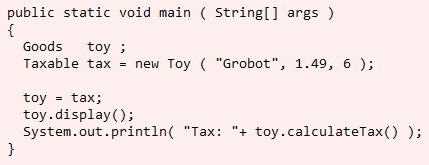 public static void main ( String[] args )
{
  Goods   toy ;
  Taxable tax = new Toy ( "Grobot", 1.49, 6 );

  toy = tax;
  toy.display();
  System.out.println( "Tax: "+ toy.calculateTax() );
}